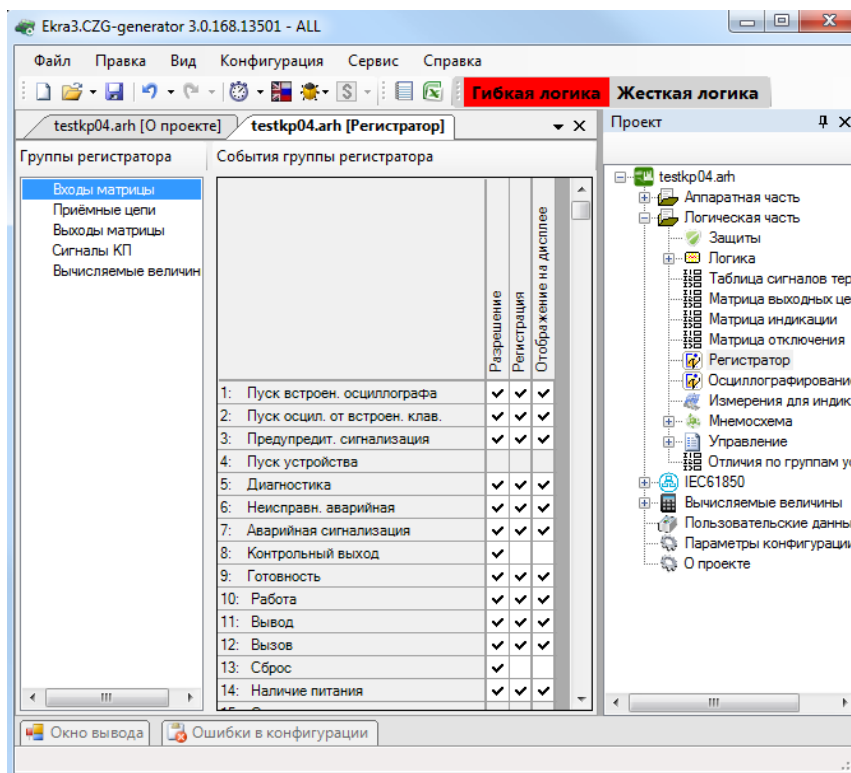 Ekra3.CZG-generator 3.0.168.13501 - ALL
Файл Правка Вид Конфигурация Сервис Справка
Гибкая логика Жесткая логика
testkp04.arh [О проекте] testkp04.arh [Регистратор]
Группы регистратора
Входы матрицы
Приёмные цепи
Выходы матрицы
Сигналы КП
Вычисляемые величин
События группы регистратора
Разрешение
Регистрация
Отображение на дисплее
1: Пуск встроен. осциллографа
2: Пуск осцил. от встроен. клав.
3: Предупредит. сигнализация
4: Пуск устройства
5: Диагностика
6: Неисправн. аварийная
7: Аварийная сигнализация
8: Контрольный выход
9: Готовность
10: Работа
11: Вывод
12: Вызов
13: Сброс
14: Наличие питания
Проект
testkp04.arh
Аппаратная часть
Логическая часть
Защиты
Логика
Таблица сигналов тер
Матрица выходных це
Матрица индикации
Матрица отключения
Регистратор
Осциллографирование
Измерения для индик
Мнемосхема
Управление
Отличия по группам ус
IEC61850
Вычисляемые величины
Пользовательские данны
Параметры конфигурации
О проекте
Окно вывода Ошибки в конфигурации